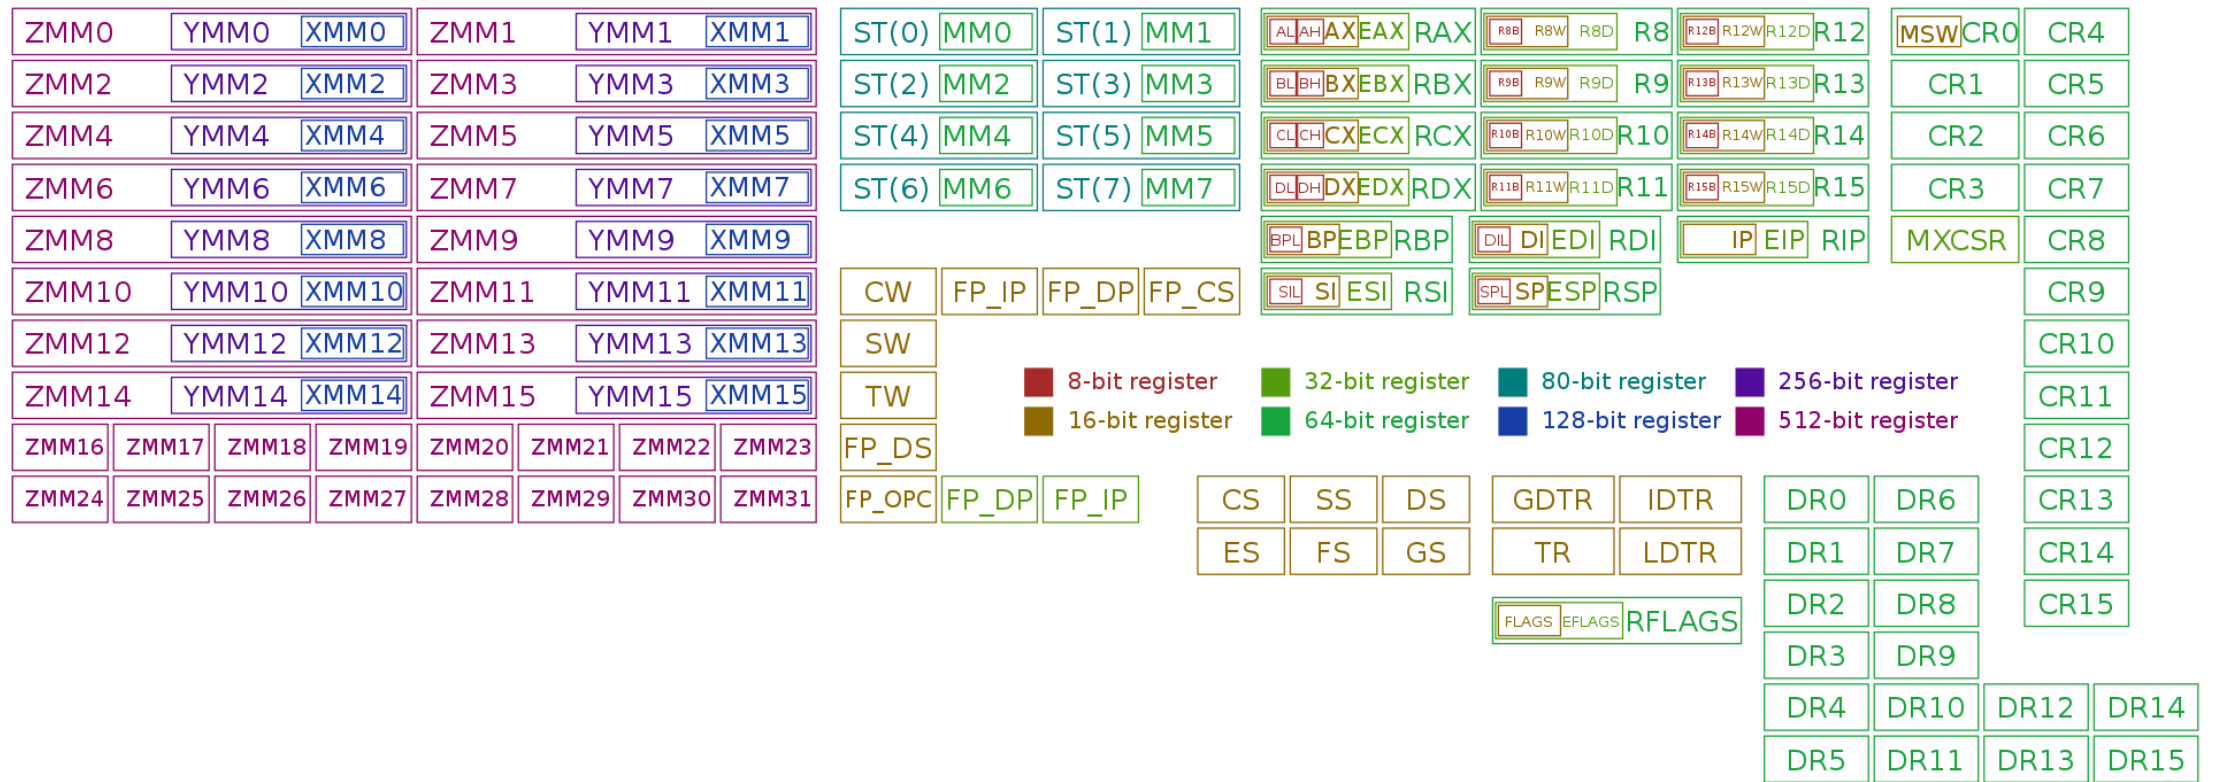 ZMM0 YMM0 XMM0 ZMM1 YMM1 XMM1 ST(0) MM0 ST(1) MM1 AL AH AX EAX RAX R8B R8W R8D R8 R12B R12W R12D R12 MSW CR0 CR4
ZMM2 YMM2 XMM2 ZMM3 YMM3 XMM3 ST(2) MM2 ST(3) MM3 BL BH BX EBX RBX R9B R9W R9D R9 R13B R13W R13D R13 CR1 CR5
ZMM4 YMM4 XMM4 ZMM5 YMM5 XMM5 ST(4) MM4 ST(5) MM5 CL CH CX ECX RCX R10B R10W R10D R10 R14B R14W R14D R14 CR2 CR6
ZMM6 YMM6 XMM6 ZMM7 YMM7 XMM7 ST(6) MM6 ST(7) MM7 DL DH DX EDX RDX R11B R11W R11D R11 R15B R15W R15D R15 CR3 CR7
ZMM8 YMM8 XMM8 ZMM9 YMM9 XMM9 BPL BP EBP RBP DIL DI EDI RDI IP EIP RIP MXCSR CR8
ZMM10 YMM10 XMM10 ZMM11 YMM11 XMM11 CW FP_IP FP_DP FP_CS SIL SI ESI RSI SPL SP ESP RSP CR9
ZMM12 YMM12 XMM12 ZMM13 YMM13 XMM13 SW CR10
ZMM14 YMM14 XMM14 ZMM15 YMM15 XMM15 TW 8-bit register 32-bit register 80-bit register 256-bit register CR11
16-bit register 64-bit register 128-bit register 512-bit register
ZMM16 ZMM17 ZMM18 ZMM19 ZMM20 ZMM21 ZMM22 ZMM23 FP_DS CR12
ZMM24 ZMM25 ZMM26 ZMM27 ZMM28 ZMM29 ZMM30 ZMM31 FP_OPC FP_DP FP_IP CS SS DS GDTR IDTR DR0 DR6 CR13
ES FS GS TR LDTR DR1 DR7 CR14
FLAGS EFLAGS RFLAGS DR2 DR8 CR15
DR3 DR9
DR4 DR10 DR12 DR14
DR5 DR11 DR13 DR15